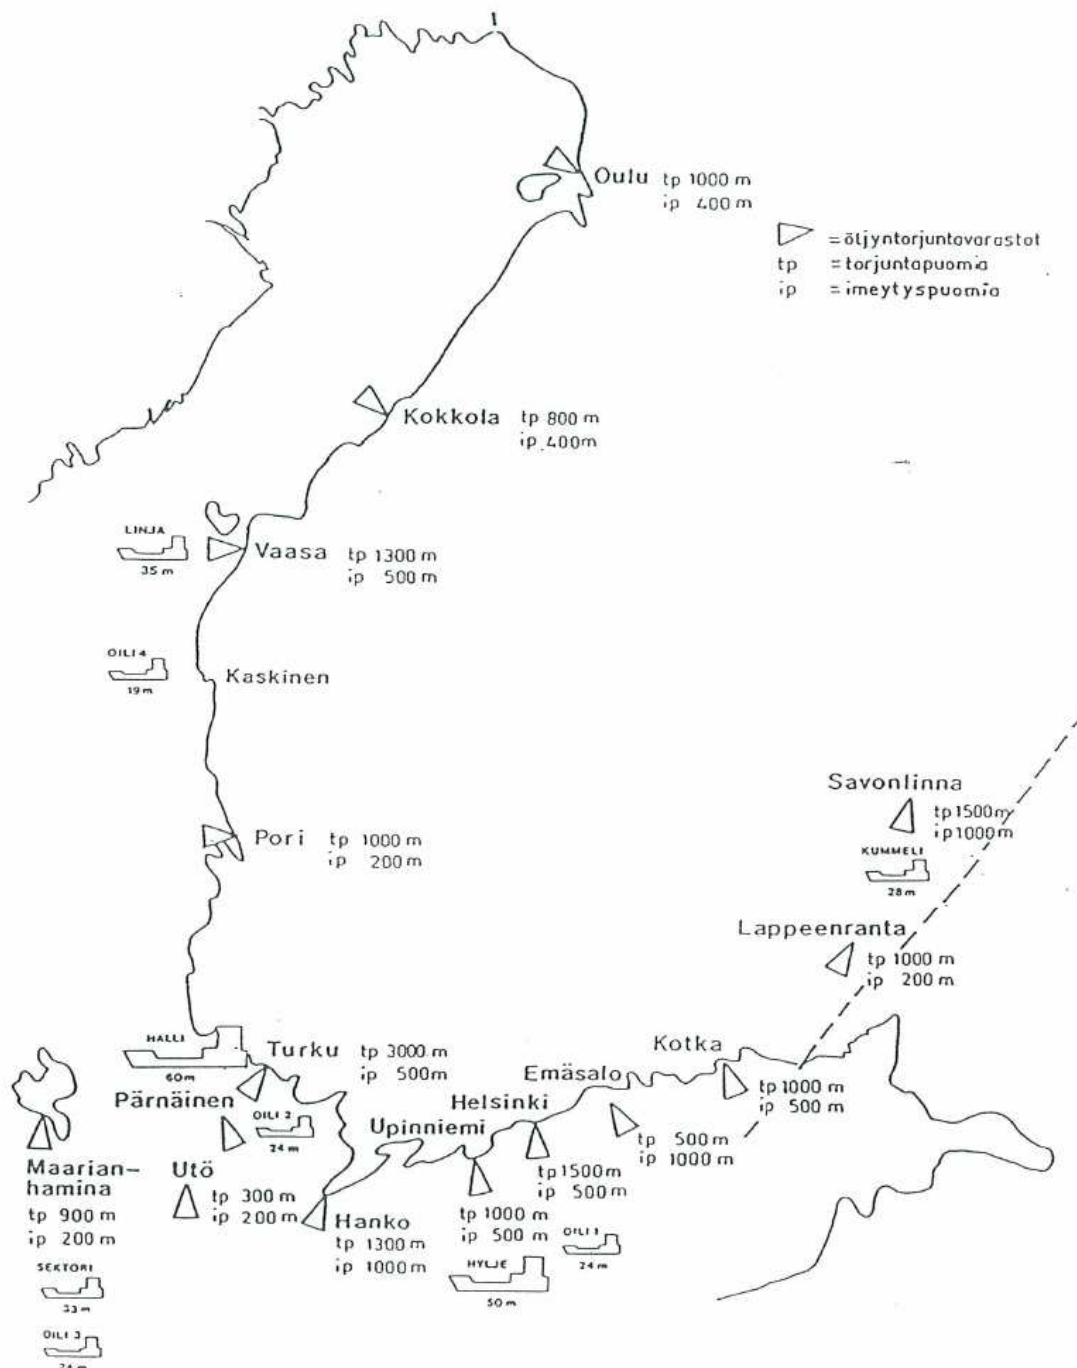 Oulu tp 1000 m
ip 400 m
= öljyntorjuntavarastot
tp = torjuntapuomia
ip = imeytyspuomia
Kokkola tp 800 m
ip 400m
LINJA
35 m
Vaasa tp 1300 m
ip 500 m
OILI 4
19 m
Kaskinen
Savonlinna
tp 1500 m
ip 1000 m
KUMMELI
28 m
Pori tp 1000 m
ip 200 m
Lappeenranta
tp 1000 m
ip 200 m
HALLI
60 m
Turku tp 3000 m
ip 500 m
Kotka
tp 1000 m
ip 500 m
Emäsalo
tp 500 m
ip 1000 m
Pärnäinen
OILI 2
24 m
Helsinki
tp 1500 m
ip 500 m
Upinniemi
tp 1000 m
ip 500 m
OILI 1
24 m
HYLJE
50 m
Utö
tp 300 m
ip 200 m
Hanko
tp 1300 m
ip 1000 m
Maarian-
hamina
tp 900 m
ip 200 m
SEKTORI
33 m
OILI 3
24 m